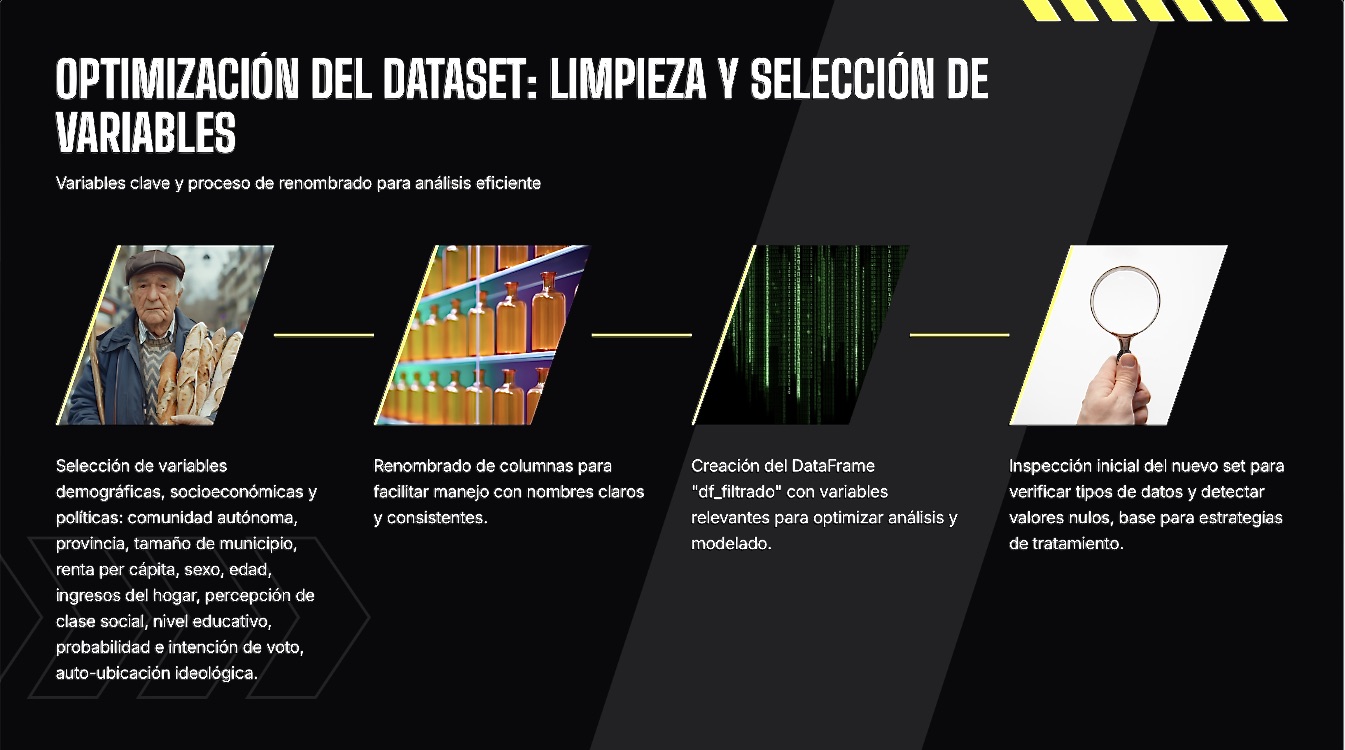 OPTIMIZACIÓN DEL DATASET: LIMPIEZA Y SELECCIÓN DE
VARIABLES
Variables clave y proceso de renombrado para análisis eficiente
Selección de variables
demográficas, socioeconómicas y
políticas: comunidad autónoma,
provincia, tamaño de municipio,
renta per cápita, sexo, edad,
ingresos del hogar, percepción de
clase social, nivel educativo,
probabilidad e intención de voto,
auto-ubicación ideológica.
Renombrado de columnas para
facilitar manejo con nombres claros
y consistentes.
Creación del DataFrame
"df_filtrado" con variables
relevantes para optimizar análisis y
modelado.
Inspección inicial del nuevo set para
verificar tipos de datos y detectar
valores nulos, base para estrategias
de tratamiento.